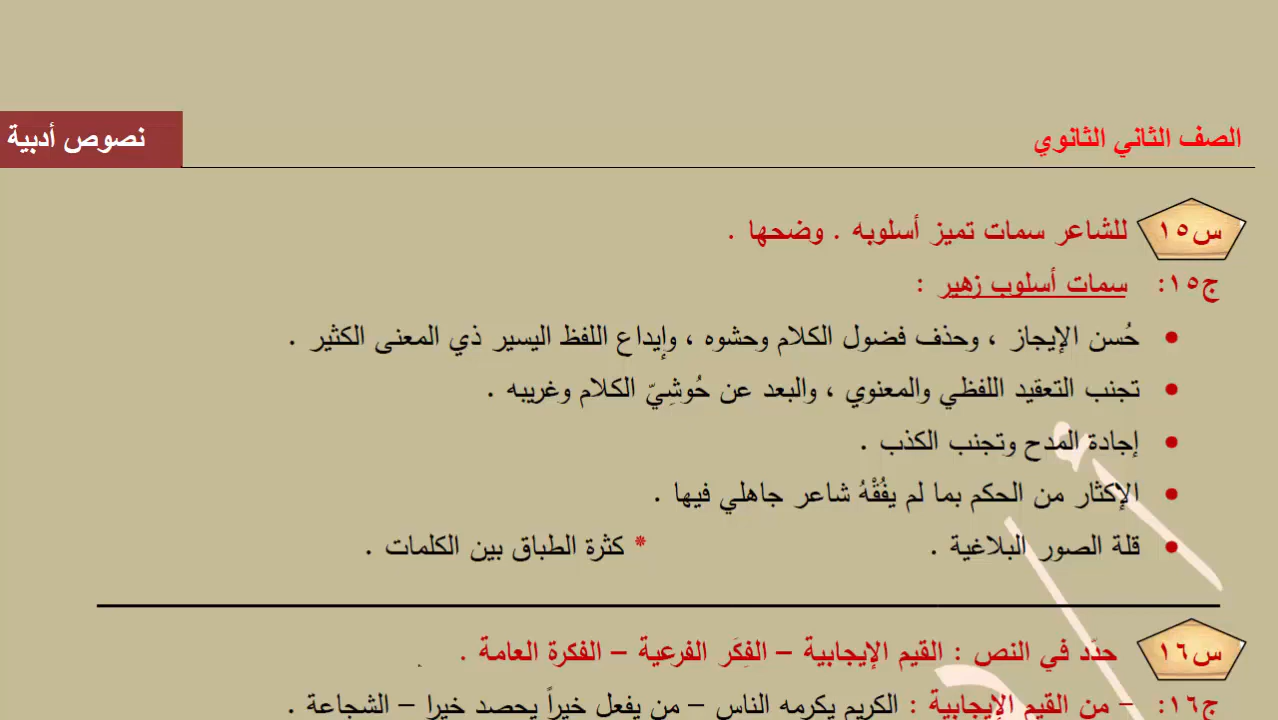 الصف الثاني الثانوي
نصوص أدبية
س١٥ للشاعر سمات تميز أسلوبه . وضحها .
ج١٥: سمات أسلوب زهير :
• حُسن الإيجاز ، وحذف فضول الكلام وحشوه ، وإيداع اللفظ اليسير ذي المعنى الكثير .
• تجنب التعقيد اللفظي والمعنوي ، والبعد عن حُوشِيّ الكلام وغريبه .
• إجادة المدح وتجنب الكذب .
• الإكثار من الحكم بما لم يفُقْهُ شاعر جاهلي فيها .
• قلة الصور البلاغية . * كثرة الطباق بين الكلمات .
س١٦ حدّد في النص : القيم الإيجابية – الفِكَر الفرعية – الفكرة العامة .
ج١٦: – من القيم الإيجابية : الكريم يكرمه الناس – من يفعل خيراً يحصد خيرا – الشجاعة .